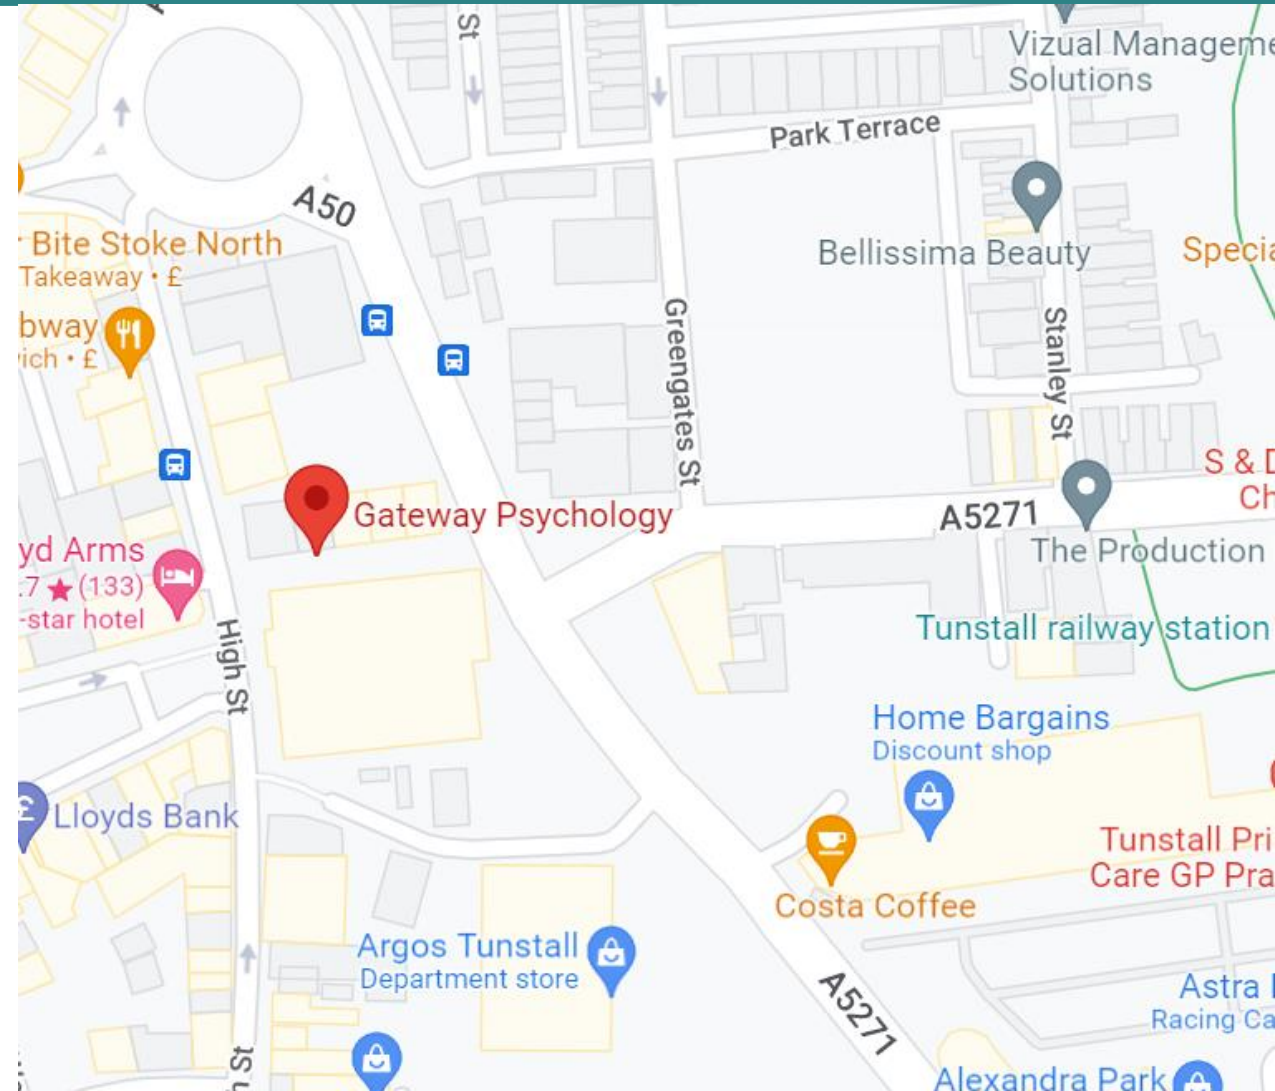 St
Vizual Manageme
Solutions
Park Terrace
A50
Bite Stoke North
Takeaway • £
Bellissima Beauty
Specia
bway
ich • £
Greengates St
Stanley St
S & D
Ch
Gateway Psychology
A5271
yd Arms
.7 ★ (133)
-star hotel
The Production
High St
Tunstall railway station
Home Bargains
Discount shop
£
Lloyds Bank
Tunstall Pri
Care GP Pra
Costa Coffee
Argos Tunstall
Department store
A5271
Astra
Racing Ca
St
Alexandra Park